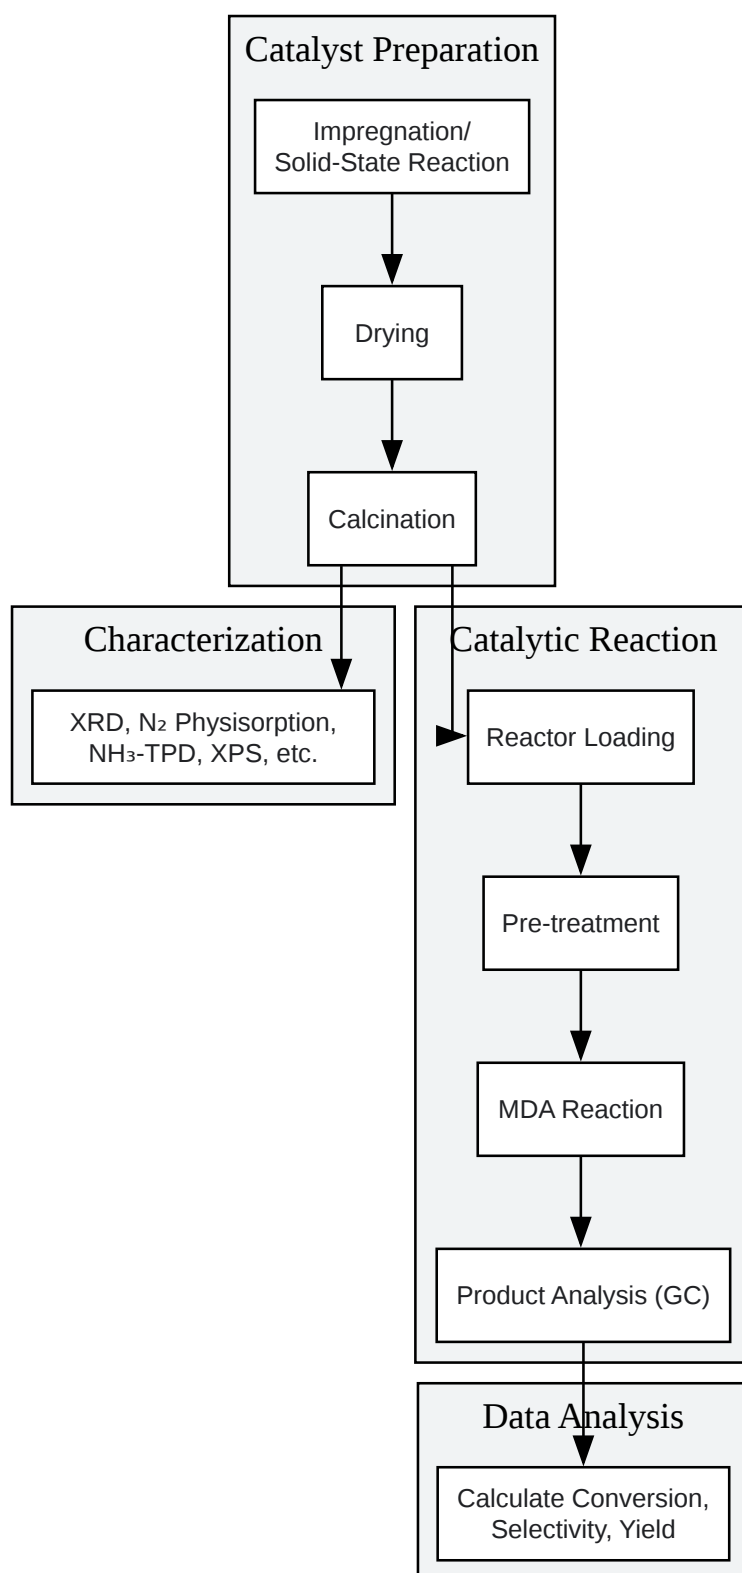 Catalyst Preparation
Impregnation/
Solid-State Reaction
Drying
Calcination
Characterization
XRD, N₂ Physisorption,
NH₃-TPD, XPS, etc.
Catalytic Reaction
Reactor Loading
Pre-treatment
MDA Reaction
Product Analysis (GC)
Data Analysis
Calculate Conversion,
Selectivity, Yield